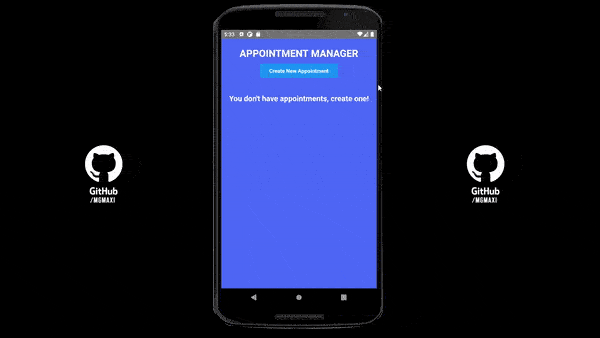 5:33
APPOINTMENT MANAGER
Create New Appointment
You don't have appointments, create one!
GitHub
/MGMAXI
GitHub
/MGMAXI